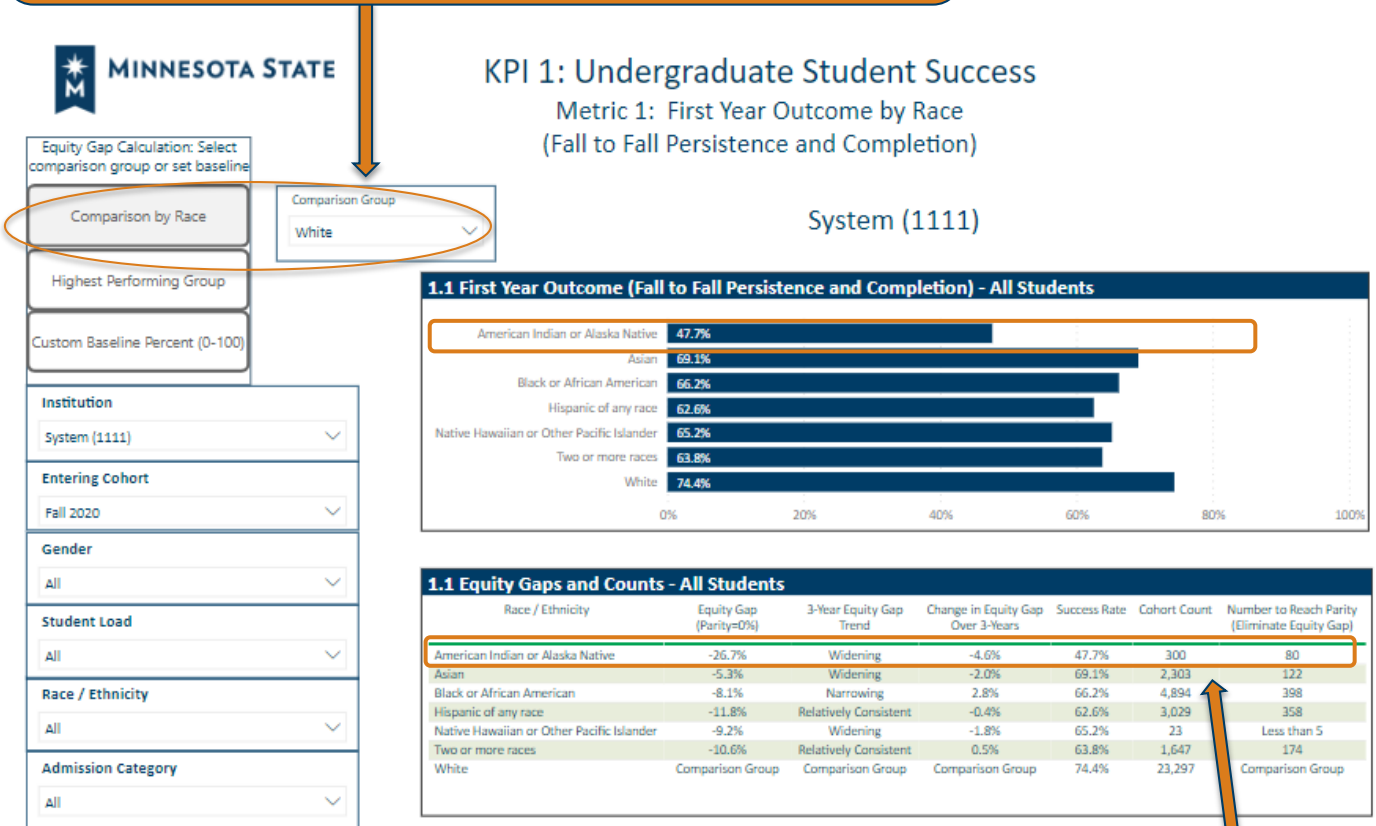 MINNESOTA STATE
M
KPI 1: Undergraduate Student Success
Metric 1: First Year Outcome by Race
(Fall to Fall Persistence and Completion)
System (1111)
Equity Gap Calculation: Select
comparison group or set baseline
Comparison by Race
Highest Performing Group
Custom Baseline Percent (0-100)
Comparison Group
White
Institution
System (1111)
Entering Cohort
Fall 2020
Gender
All
Student Load
All
Race / Ethnicity
All
Admission Category
All
1.1 First Year Outcome (Fall to Fall Persistence and Completion) - All Students
American Indian or Alaska Native 47.7%
Asian 69.1%
Black or African American 66.2%
Hispanic of any race 62.6%
Native Hawaiian or Other Pacific Islander 65.2%
Two or more races 63.8%
White 74.4%
0% 20% 40% 60% 80% 100%
1.1 Equity Gaps and Counts - All Students
Race / Ethnicity Equity Gap 3-Year Equity Gap Change in Equity Gap Success Rate Cohort Count Number to Reach Parity
(Parity=0%) Trend Over 3-Years (Eliminate Equity Gap)
American Indian or Alaska Native -26.7% Widening -4.6% 47.7% 300 80
Asian -5.3% Widening -2.0% 69.1% 2,303 122
Black or African American -8.1% Narrowing 2.8% 66.2% 4,894 398
Hispanic of any race -11.8% Relatively Consistent -0.4% 62.6% 3,029 358
Native Hawaiian or Other Pacific Islander -9.2% Widening -1.8% 65.2% 23 Less than 5
Two or more races -10.6% Relatively Consistent 0.5% 63.8% 1,647 174
White Comparison Group Comparison Group Comparison Group 74.4% 23,297 Comparison Group